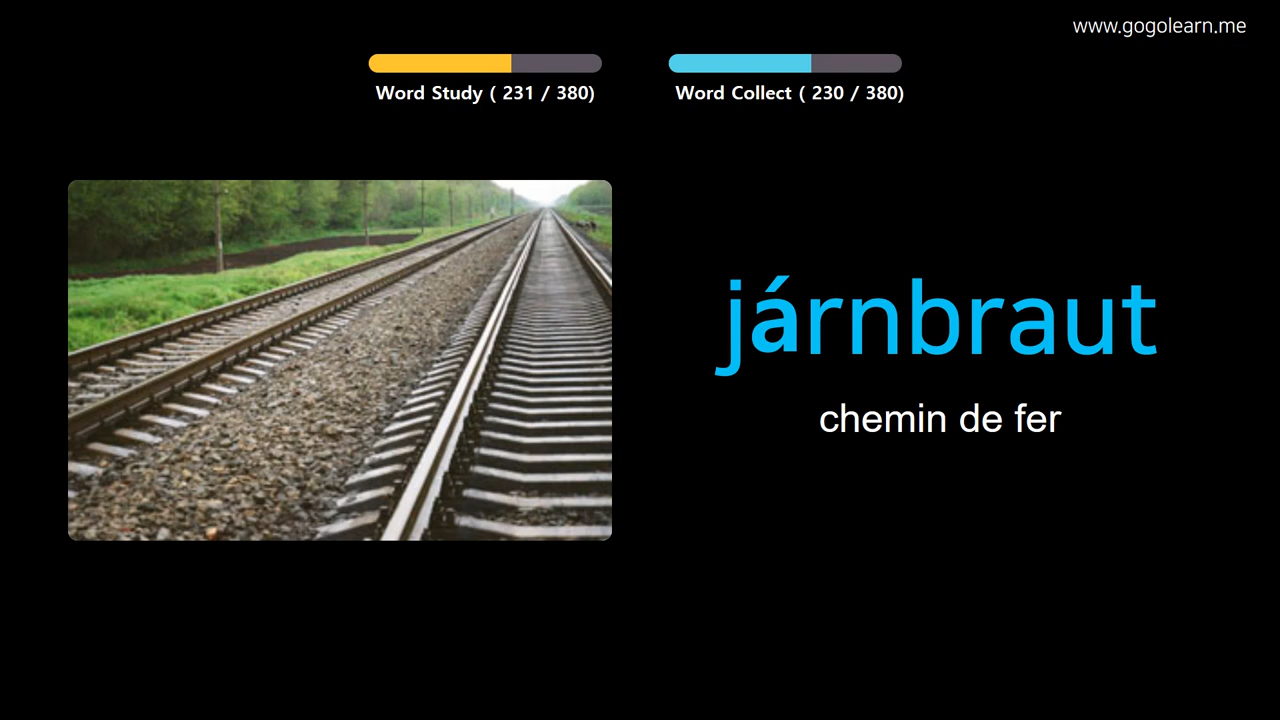 www.gogolearn.me
Word Study ( 231 / 380)
Word Collect ( 230 / 380)
járnbraut
chemin de fer